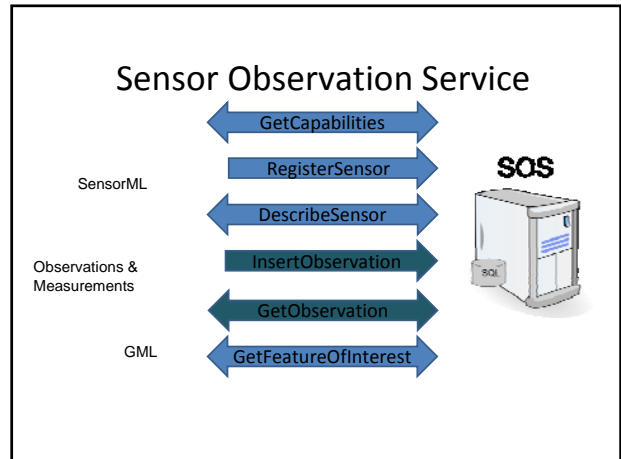 Sensor Observation Service
GetCapabilities
RegisterSensor
SensorML
DescribeSensor
InsertObservation
Observations &
Measurements
GetObservation
GML
GetFeatureOfInterest
SOS
SQL